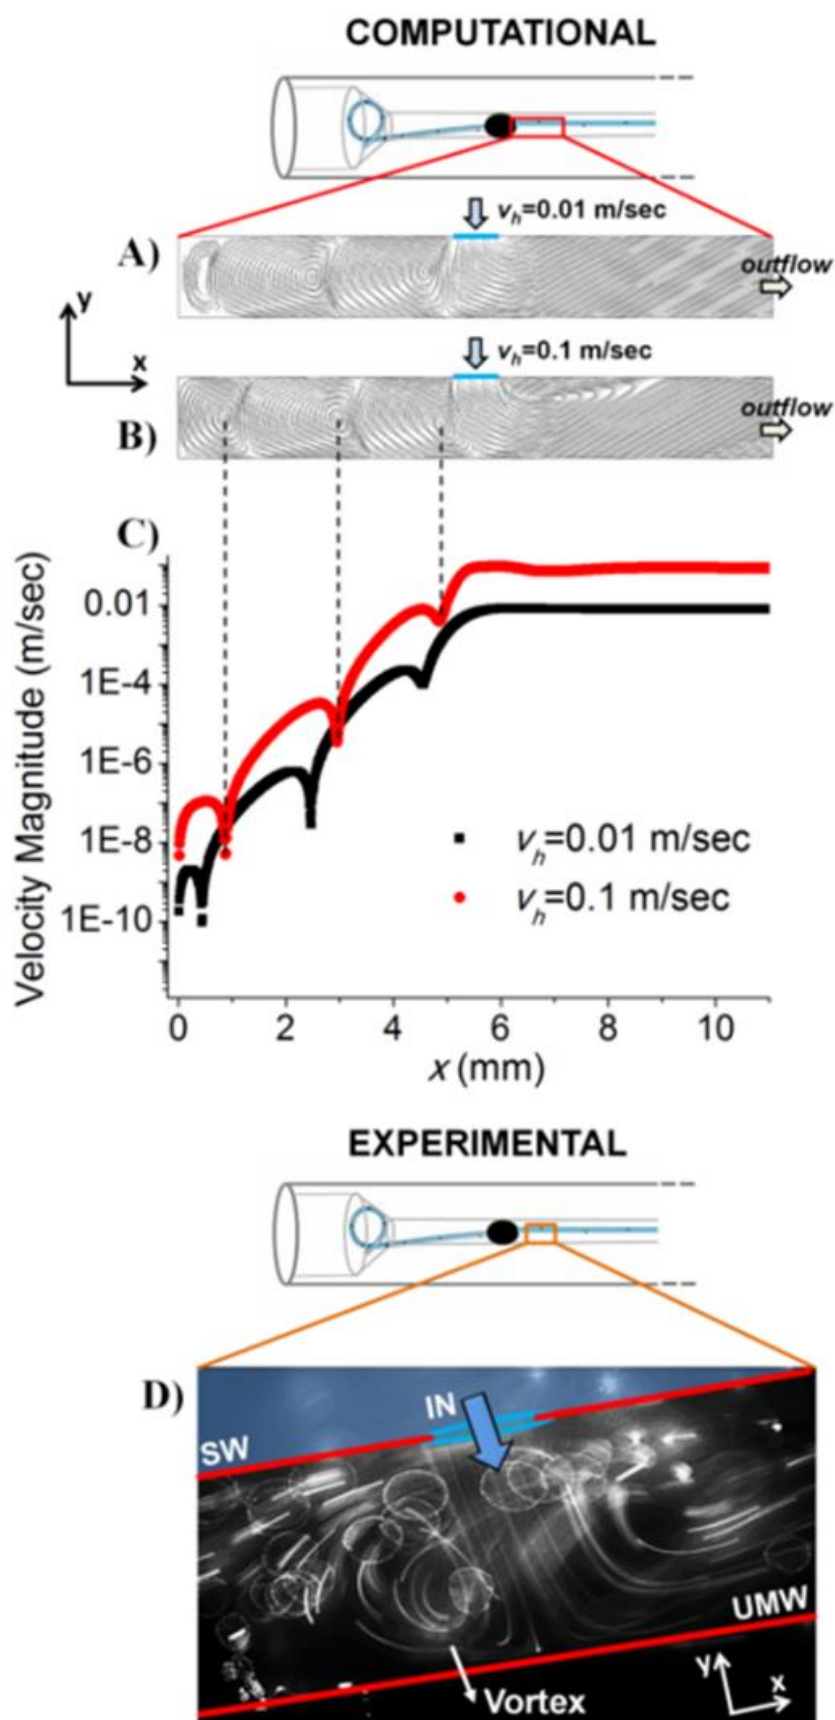 COMPUTATIONAL
v_h=0.01 m/sec
A)
outflow
y
x
v_h=0.1 m/sec
B)
outflow
C)
Velocity Magnitude (m/sec)
0.01
1E-4
1E-6
1E-8
1E-10
v_h=0.01 m/sec
v_h=0.1 m/sec
0 2 4 6 8 10
x (mm)
EXPERIMENTAL
D)
IN
SW
UMW
Vortex
y
x